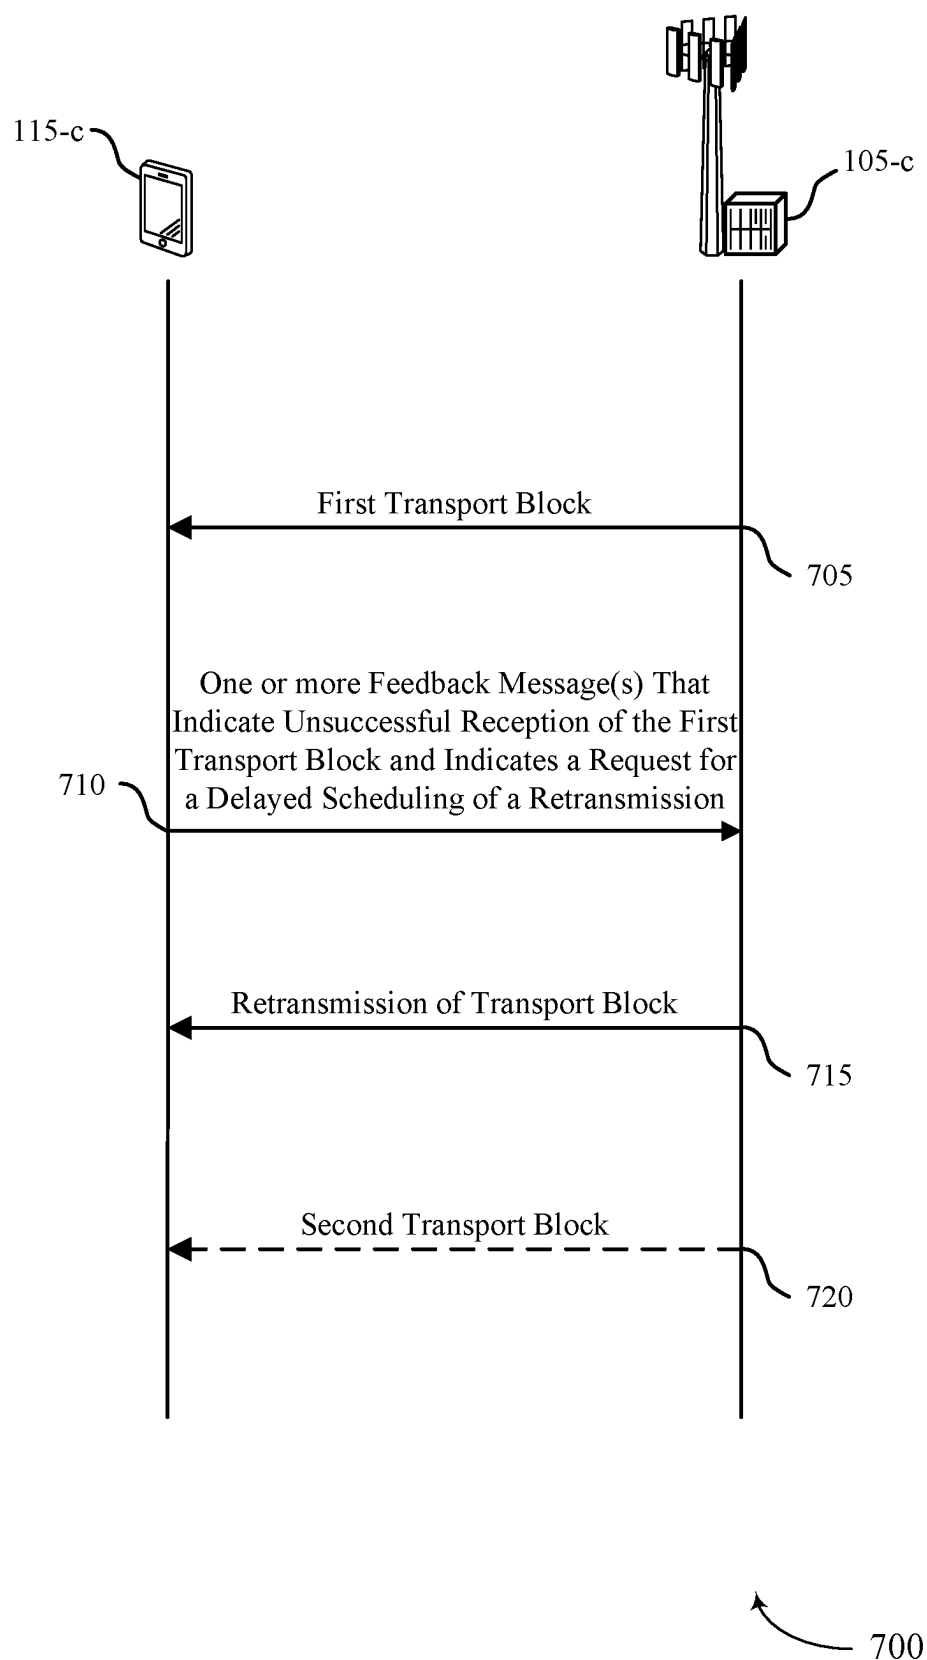 115-c
105-c
First Transport Block
705
One or more Feedback Message(s) That
Indicate Unsuccessful Reception of the First
Transport Block and Indicates a Request for
a Delayed Scheduling of a Retransmission
710
Retransmission of Transport Block
715
Second Transport Block
720
700